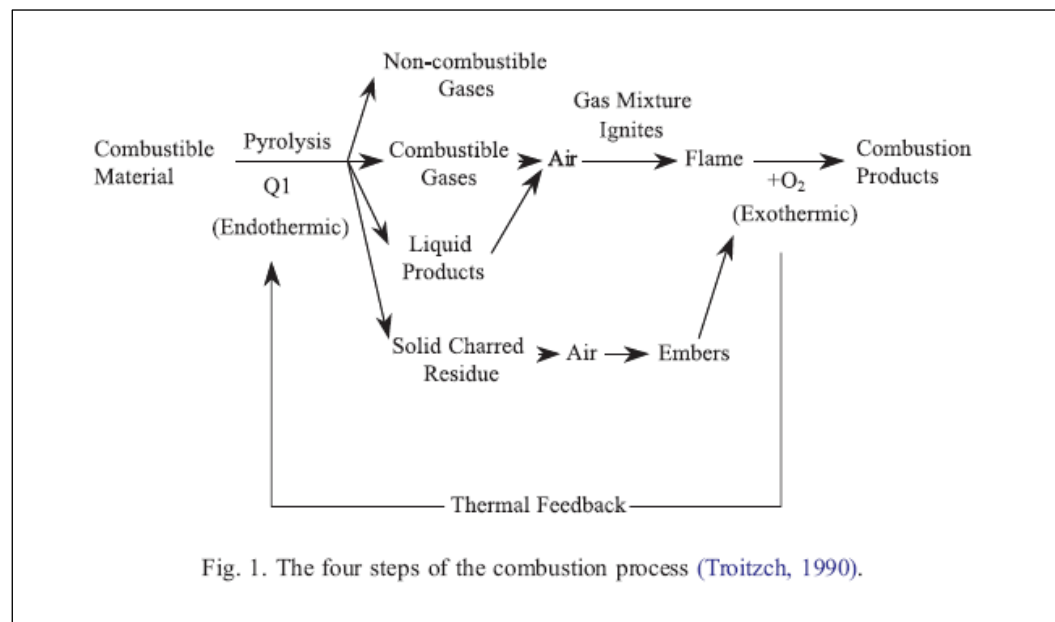 Non-combustible
Gases
Gas Mixture
Ignites
Combustible
Material
Pyrolysis
Q1
(Endothermic)
Combustible
Gases
Air
Flame
+O₂
(Exothermic)
Combustion
Products
Liquid
Products
Solid Charred
Residue
Air
Embers
Thermal Feedback
Fig. 1. The four steps of the combustion process (Troitzch, 1990).